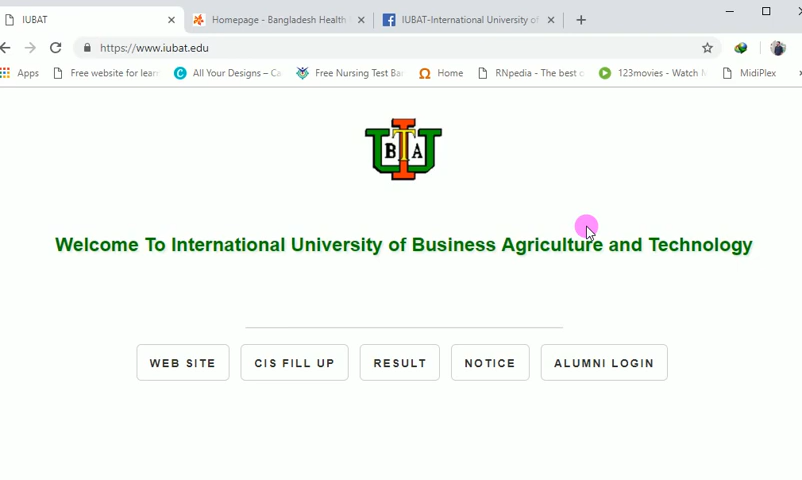 IUBAT
Homepage - Bangladesh Health
IUBAT-International University of
https://www.iubat.edu
Apps
Free website for lear
All Your Designs – Ca
Free Nursing Test Ba
Home
RNpedia - The best c
123movies - Watch
MidiPlex
IUBAT
Welcome To International University of Business Agriculture and Technology
WEB SITE
CIS FILL UP
RESULT
NOTICE
ALUMNI LOGIN